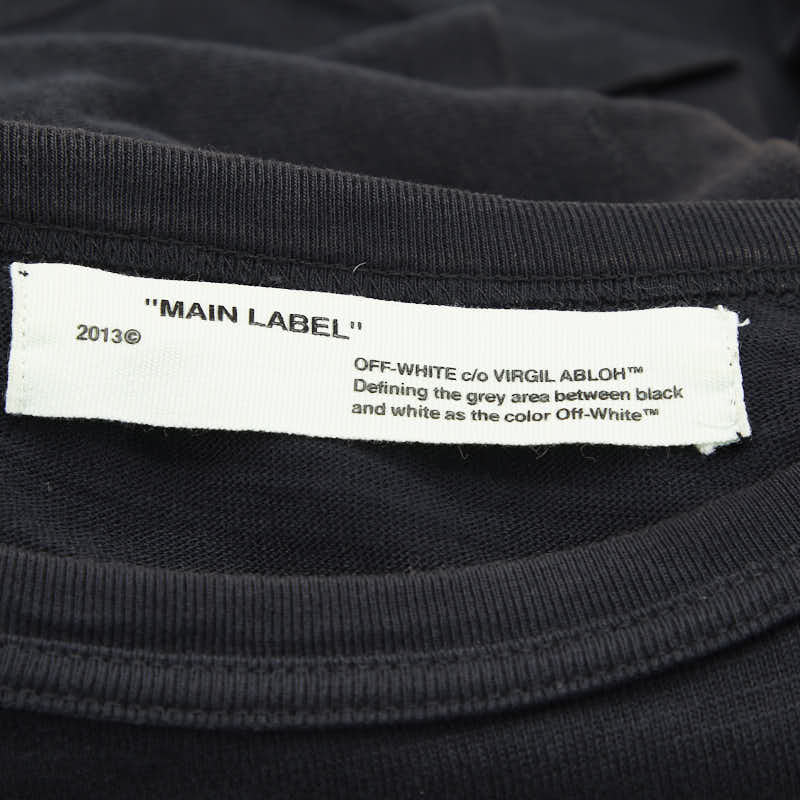 "MAIN LABEL"
2013©
OFF-WHITE c/o VIRGIL ABLOH™
Defining the grey area between black
and white as the color Off-White™